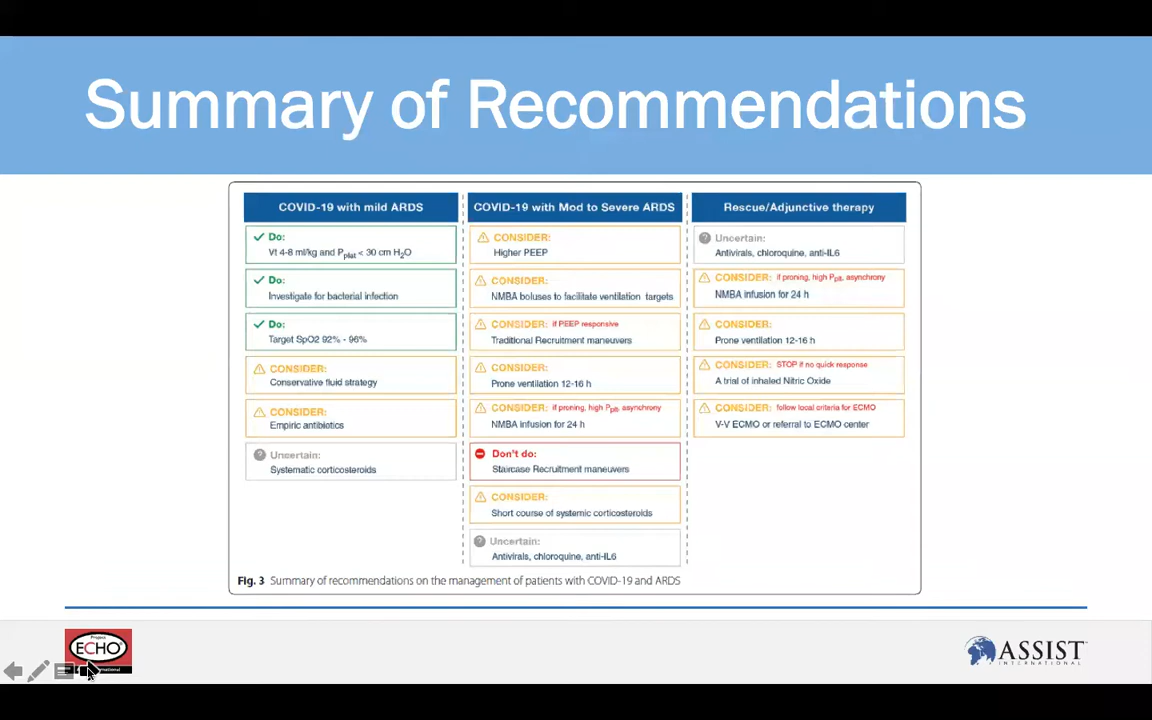 Summary of Recommendations
COVID-19 with mild ARDS
Do:
Vt 4-8 ml/kg and Pplat < 30 cm H2O
Do:
Investigate for bacterial infection
Do:
Target SpO2 92% - 96%
CONSIDER:
Conservative fluid strategy
CONSIDER:
Empiric antibiotics
Uncertain:
Systematic corticosteroids
COVID-19 with Mod to Severe ARDS
CONSIDER:
Higher PEEP
CONSIDER:
NMBA boluses to facilitate ventilation targets
CONSIDER: if PEEP responsive
Traditional Recruitment maneuvers
CONSIDER:
Prone ventilation 12-16 h
CONSIDER: if proning, high Pplt, asynchrony
NMBA infusion for 24 h
Don't do:
Staircase Recruitment maneuvers
CONSIDER:
Short course of systemic corticosteroids
Uncertain:
Antivirals, chloroquine, anti-IL6
Rescue/Adjunctive therapy
Uncertain:
Antivirals, chloroquine, anti-IL6
CONSIDER: if proning, high Pplt, asynchrony
NMBA infusion for 24 h
CONSIDER:
Prone ventilation 12-16 h
CONSIDER: STOP if no quick response
A trial of inhaled Nitric Oxide
CONSIDER: follow local criteria for ECMO
V-V ECMO or referral to ECMO center
Fig. 3 Summary of recommendations on the management of patients with COVID-19 and ARDS
Project
ECHO
ASSIST
INTERNATIONAL